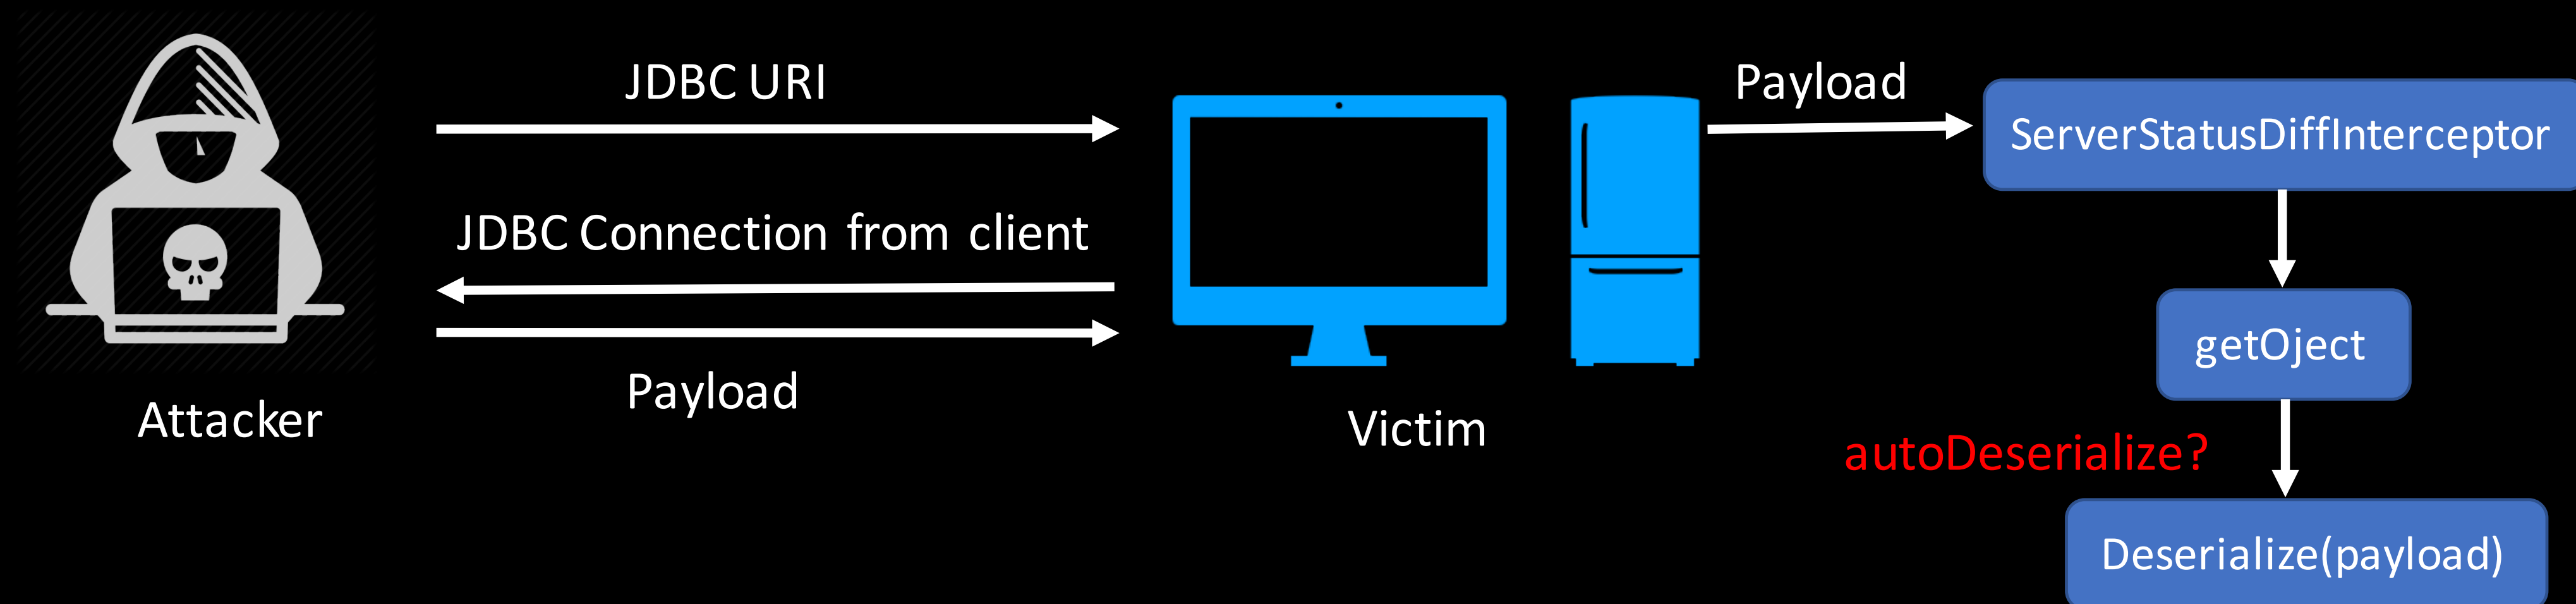 JDBC URI
JDBC Connection from client
Payload
Attacker
Victim
Payload
ServerStatusDiffInterceptor
getOject
autoDeserialize?
Deserialize(payload)